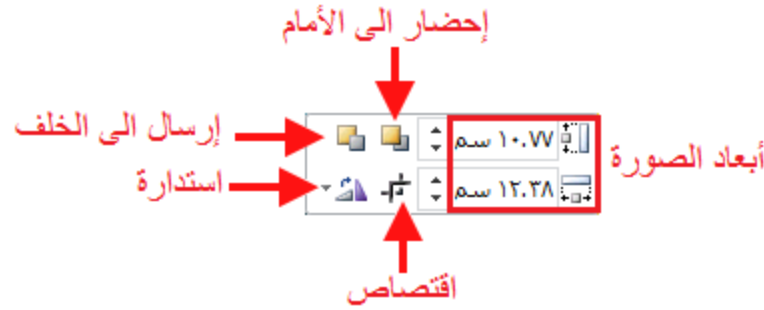 إحضار الى الأمام
١٠.٧٧ سم
إرسال الى الخلف
أبعاد الصورة
١٢.٣٨ سم
استدارة
اقتصاص